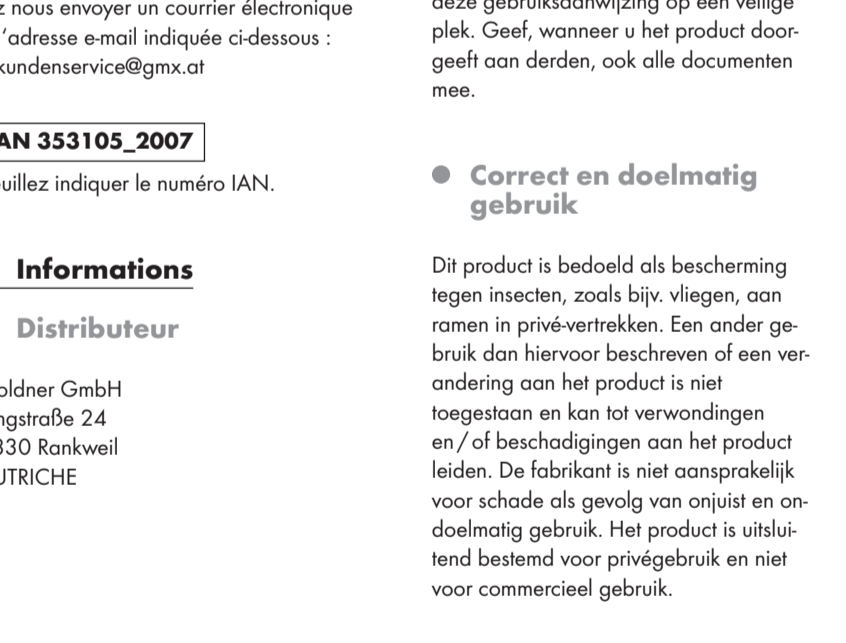 nous envoyer un courrier électronique
'adresse e-mail indiquée ci-dessous :
kundenservice@gmx.at
AN 353105_2007
uillez indiquer le numéro IAN.
Informations
Distributeur
oldner GmbH
ngstraße 24
330 Rankweil
UTRICHE
deze gebruiksaanwijzing op een veilige
plek. Geef, wanneer u het product door-
geeft aan derden, ook alle documenten
mee.
● Correct en doelmatig
gebruik
Dit product is bedoeld als bescherming
tegen insecten, zoals bijv. vliegen, aan
ramen in privé-vertrekken. Een ander ge-
bruik dan hiervoor beschreven of een ver-
andering aan het product is niet
toegestaan en kan tot verwondingen
en / of beschadigingen aan het product
leiden. De fabrikant is niet aansprakelijk
voor schade als gevolg van onjuist en on-
doelmatig gebruik. Het product is uitslui-
tend bestemd voor privégebruik en niet
voor commercieel gebruik.